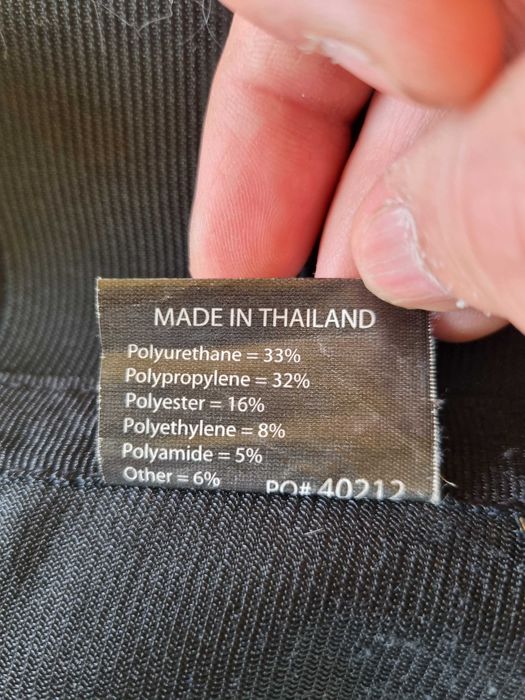 MADE IN THAILAND
Polyurethane = 33%
Polypropylene = 32%
Polyester = 16%
Polyethylene = 8%
Polyamide = 5%
Other = 6% PO# 40212